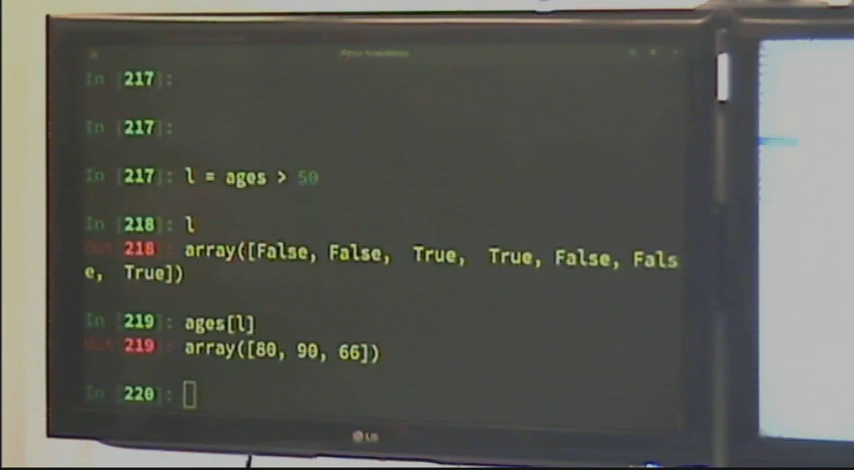 In [217]:
In [217]:
In [217]: l = ages > 50
In [218]: l
Out[218]: array([False, False,  True,  True, False, Fals
e,  True])
In [219]: ages[l]
Out[219]: array([80, 90, 66])
In [220]:
LG